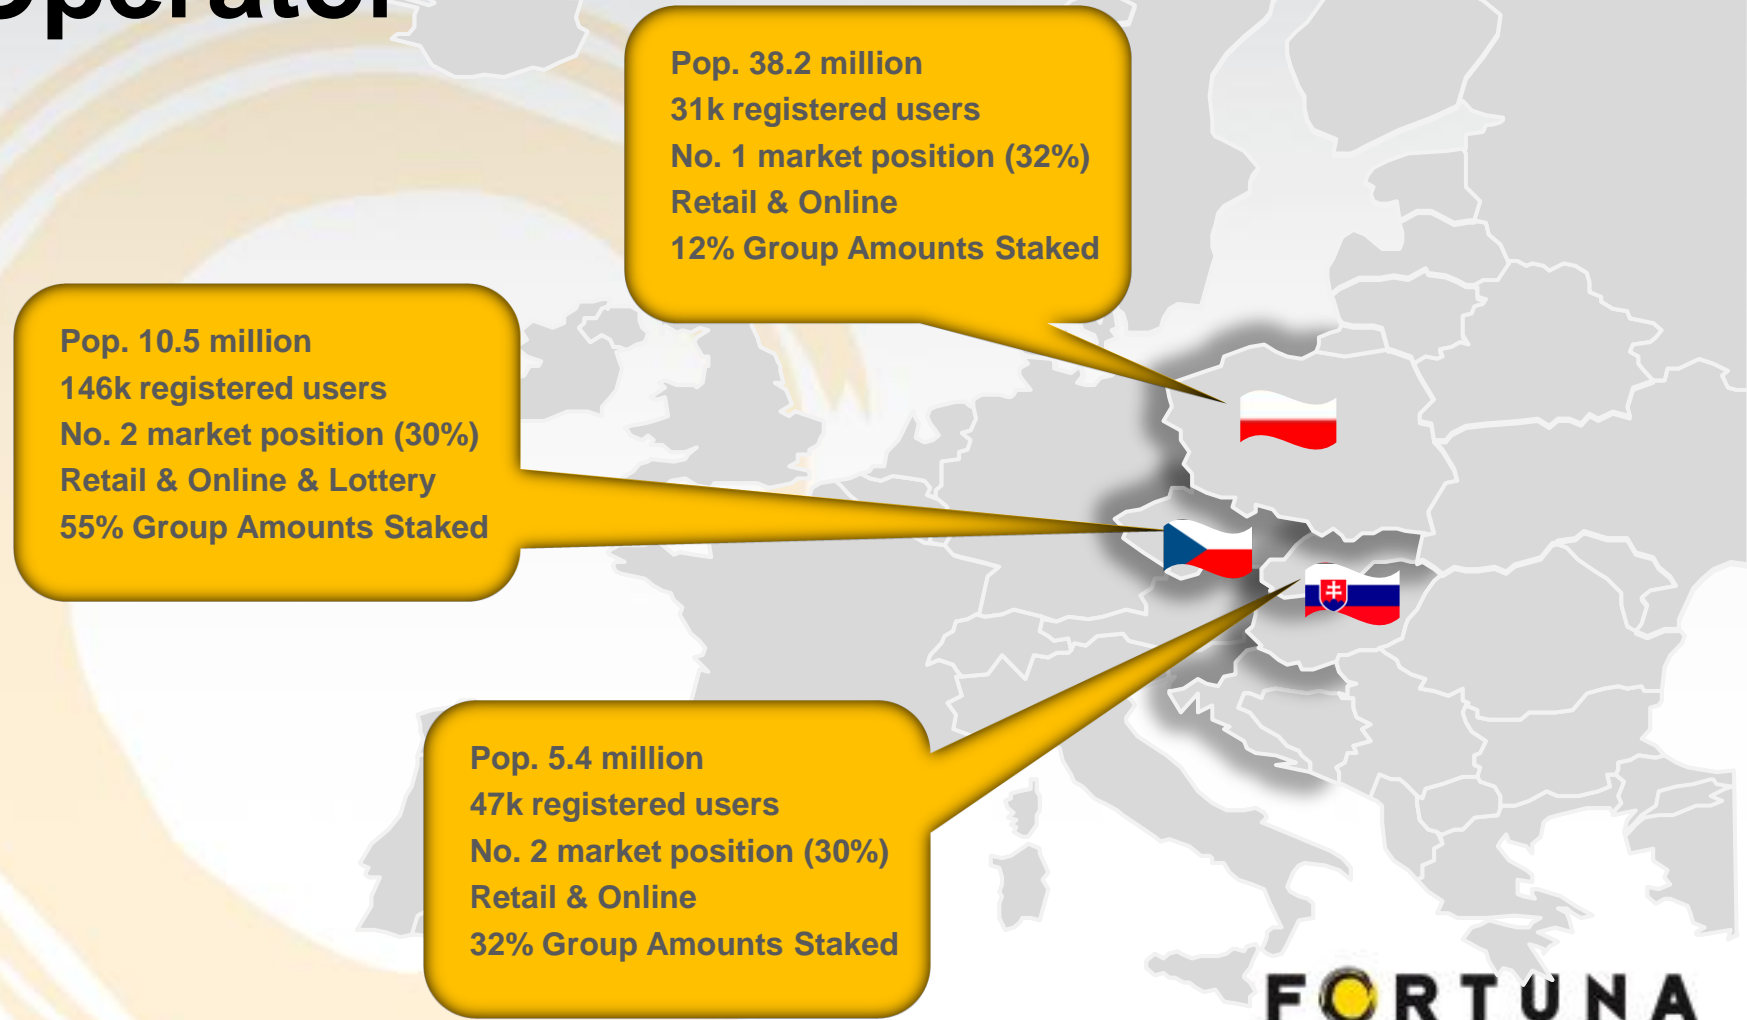 Operator
Pop. 38.2 million
31k registered users
No. 1 market position (32%)
Retail & Online
12% Group Amounts Staked
Pop. 10.5 million
146k registered users
No. 2 market position (30%)
Retail & Online & Lottery
55% Group Amounts Staked
Pop. 5.4 million
47k registered users
No. 2 market position (30%)
Retail & Online
32% Group Amounts Staked
FORTUNA